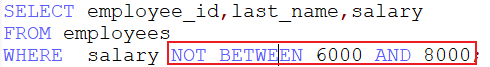 SELECT employee_id,last_name,salary
FROM employees
WHERE  salary NOT BETWEEN 6000 AND 8000;